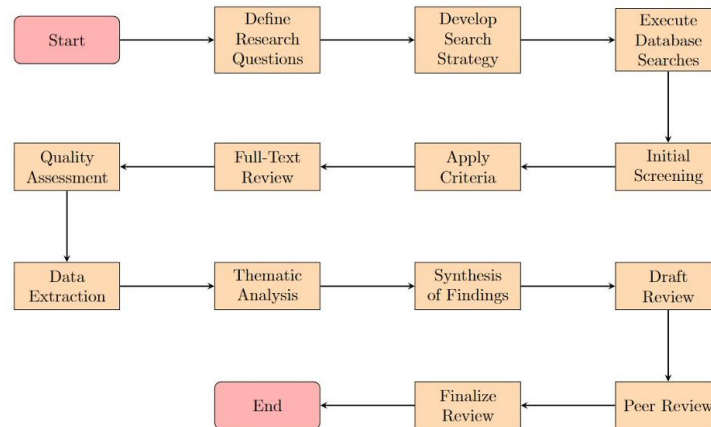 Start
Define
Research
Questions
Develop
Search
Strategy
Execute
Database
Searches
Initial
Screening
Apply
Criteria
Full-Text
Review
Quality
Assessment
Data
Extraction
Thematic
Analysis
Synthesis
of Findings
Draft
Review
Peer Review
Finalize
Review
End